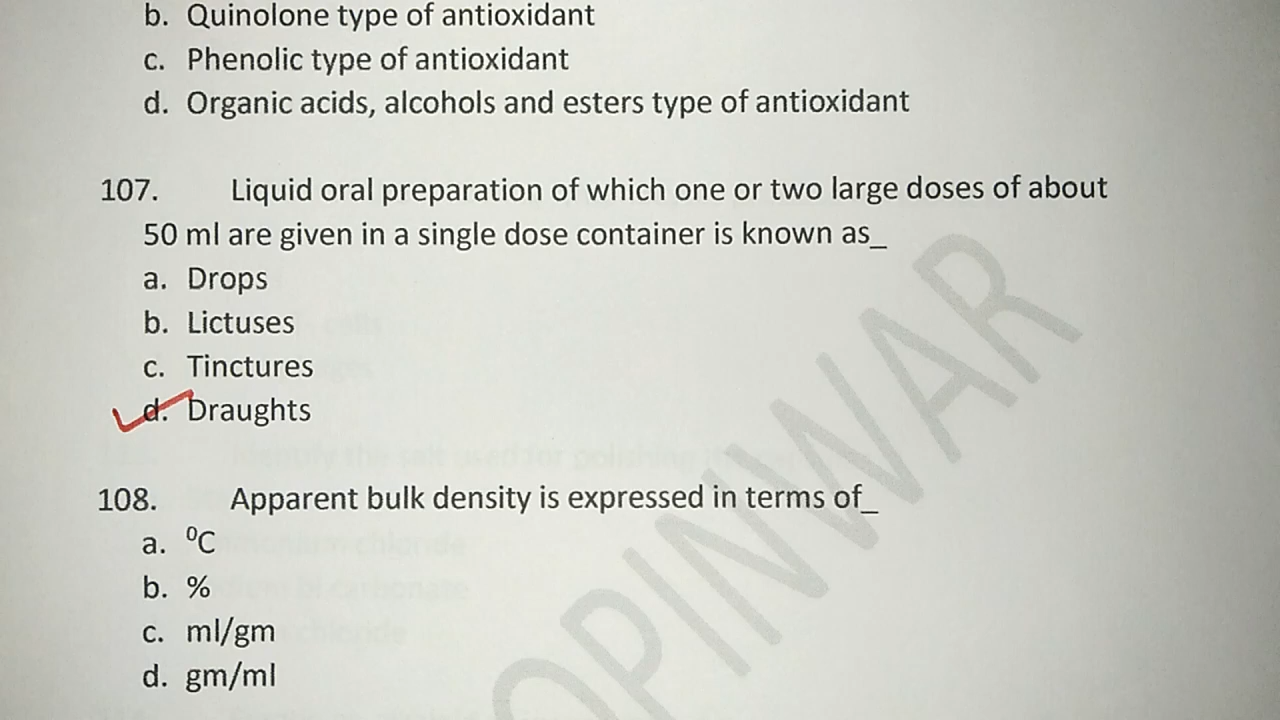 b. Quinolone type of antioxidant
c. Phenolic type of antioxidant
d. Organic acids, alcohols and esters type of antioxidant
107. Liquid oral preparation of which one or two large doses of about
50 ml are given in a single dose container is known as_
a. Drops
b. Lictuses
c. Tinctures
d. Draughts
108. Apparent bulk density is expressed in terms of_
a. ⁰C
b. %
c. ml/gm
d. gm/ml
OPINWAR